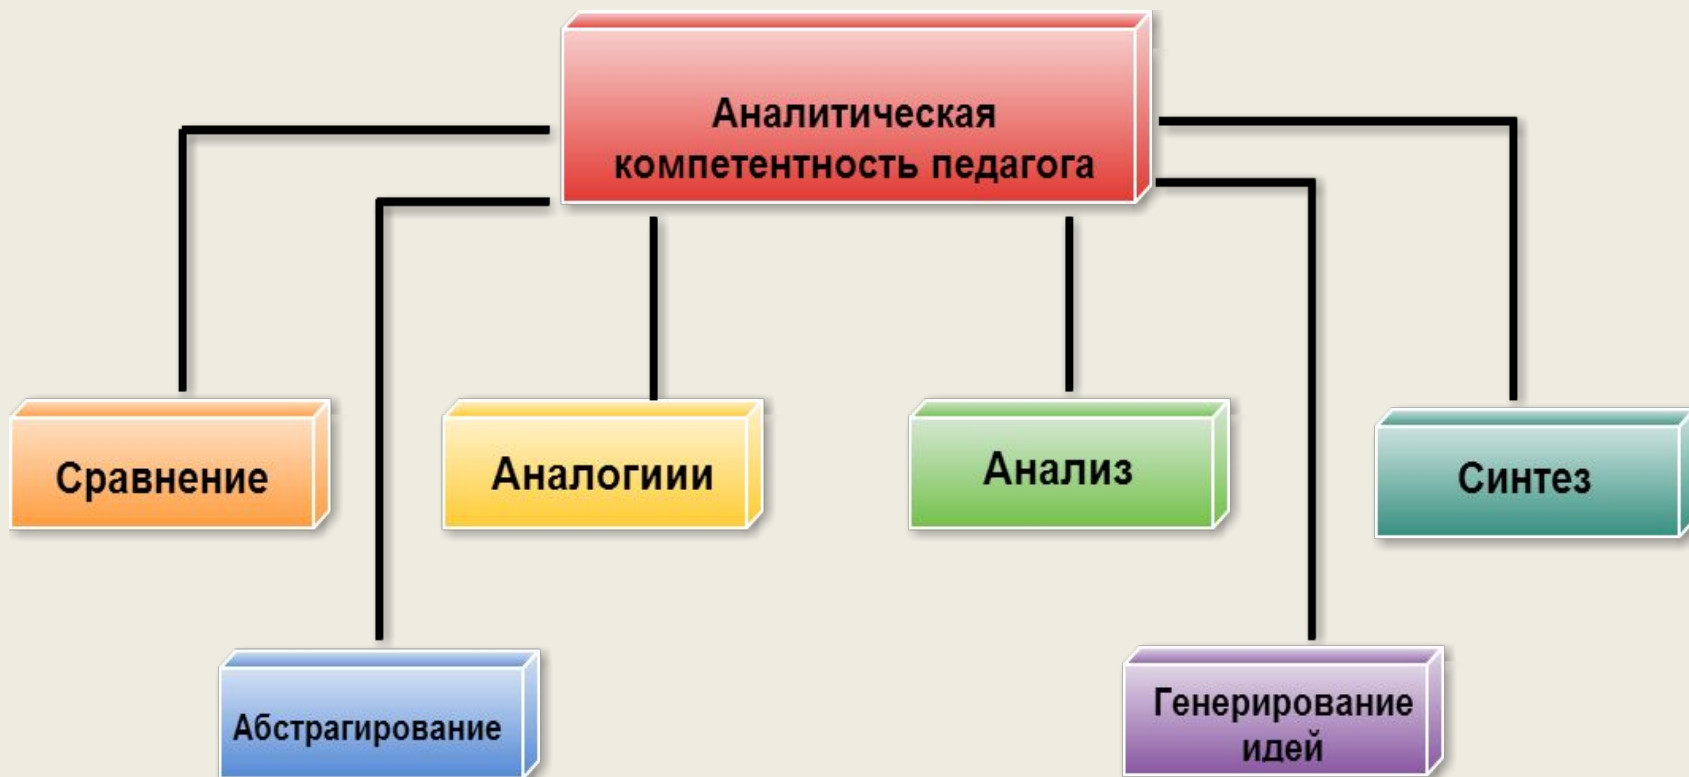 Аналитическая
компетентность педагога
Сравнение
Аналогиии
Анализ
Синтез
Абстрагирование
Генерирование
идей